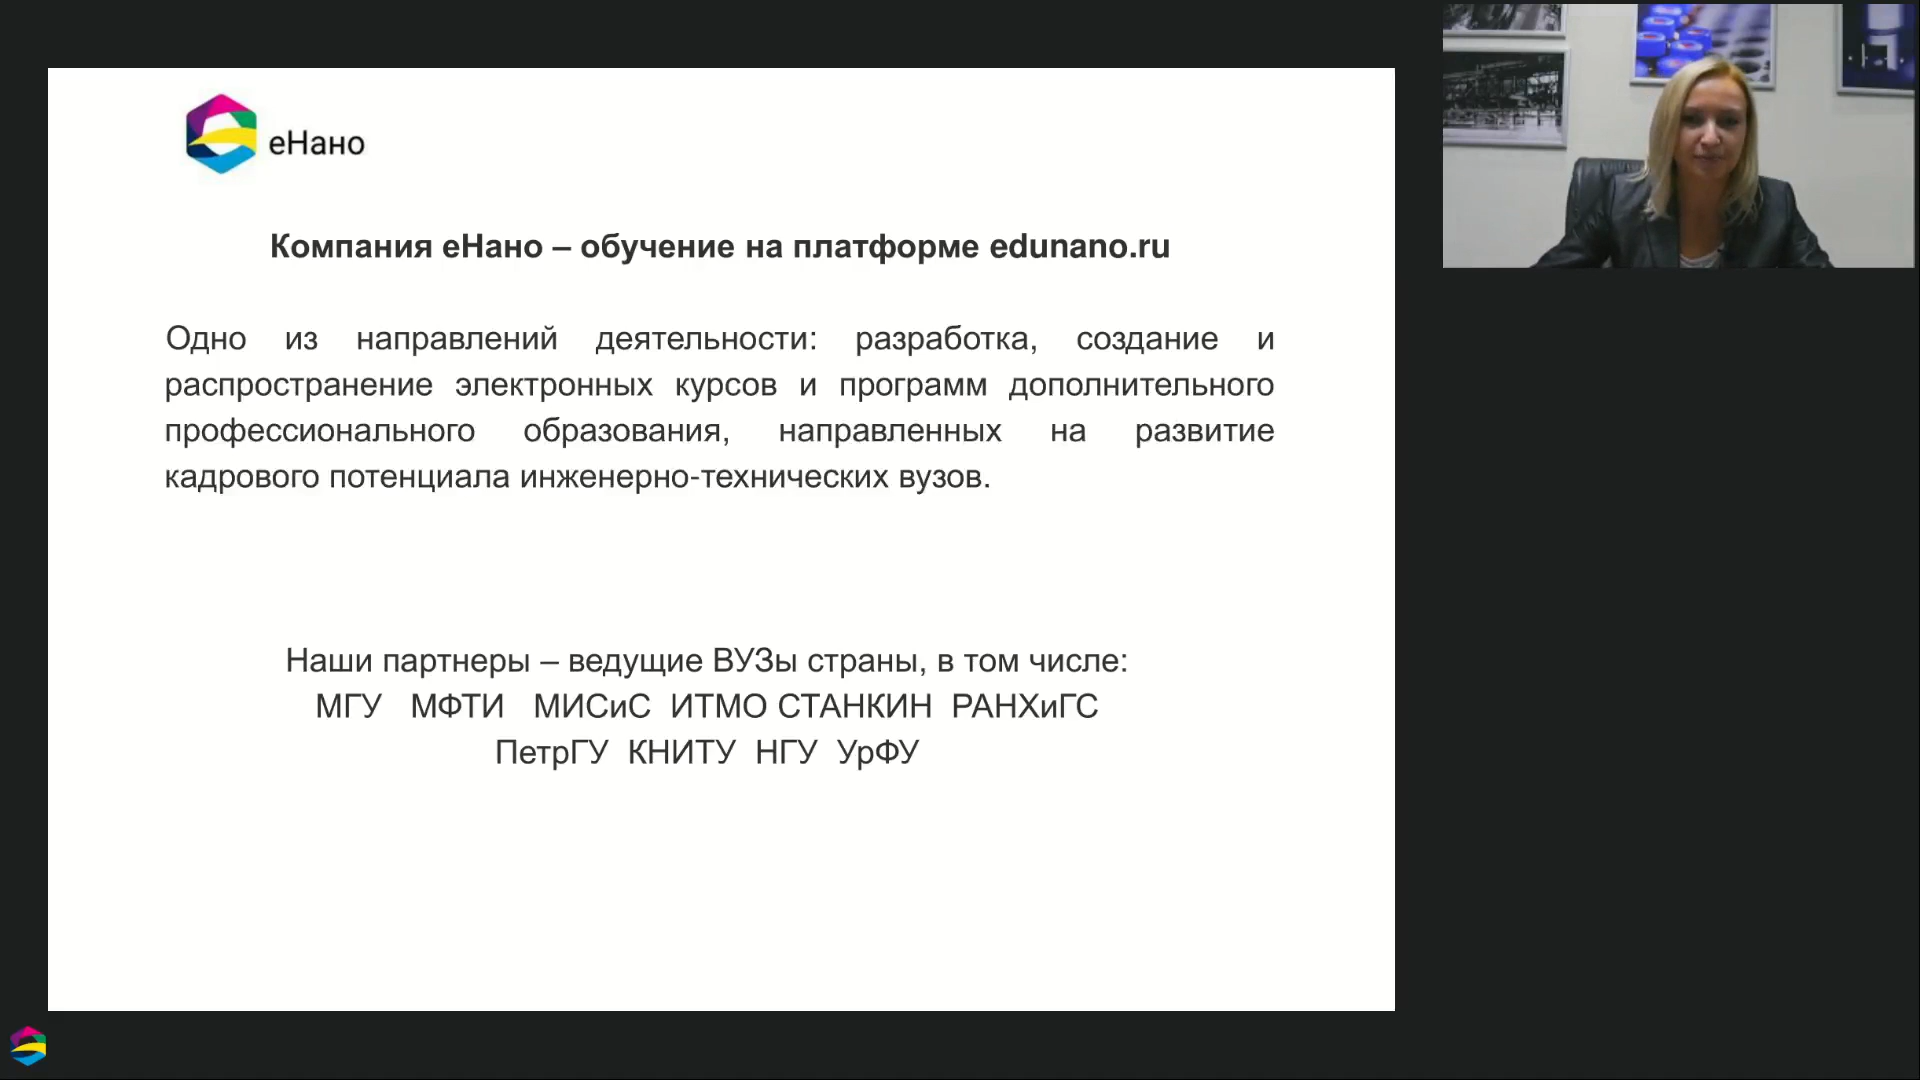 еНано
Компания еНано – обучение на платформе edunano.ru
Одно из направлений деятельности: разработка, создание и
распространение электронных курсов и программ дополнительного
профессионального образования, направленных на развитие
кадрового потенциала инженерно-технических вузов.
Наши партнеры – ведущие ВУЗы страны, в том числе:
МГУ МФТИ МИСиС ИТМО СТАНКИН РАНХиГС
ПетрГУ КНИТУ НГУ УрФУ